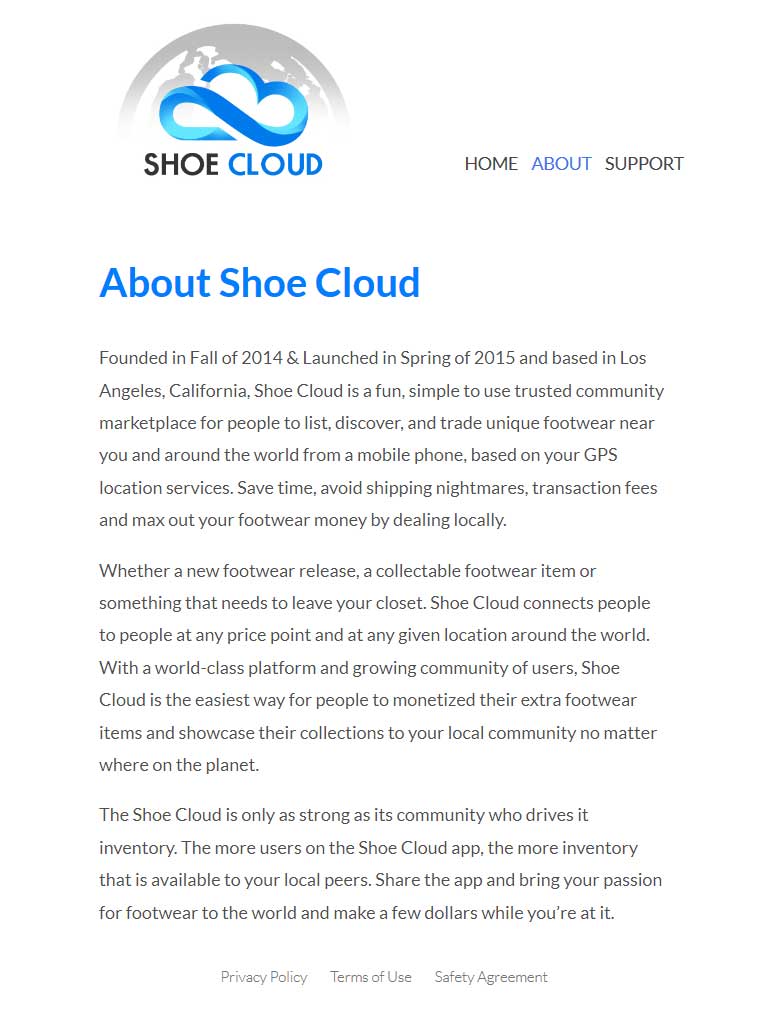 SHOE CLOUD
HOME ABOUT SUPPORT
About Shoe Cloud
Founded in Fall of 2014 & Launched in Spring of 2015 and based in Los
Angeles, California, Shoe Cloud is a fun, simple to use trusted community
marketplace for people to list, discover, and trade unique footwear near
you and around the world from a mobile phone, based on your GPS
location services. Save time, avoid shipping nightmares, transaction fees
and max out your footwear money by dealing locally.
Whether a new footwear release, a collectable footwear item or
something that needs to leave your closet. Shoe Cloud connects people
to people at any price point and at any given location around the world.
With a world-class platform and growing community of users, Shoe
Cloud is the easiest way for people to monetized their extra footwear
items and showcase their collections to your local community no matter
where on the planet.
The Shoe Cloud is only as strong as its community who drives it
inventory. The more users on the Shoe Cloud app, the more inventory
that is available to your local peers. Share the app and bring your passion
for footwear to the world and make a few dollars while you’re at it.
Privacy Policy Terms of Use Safety Agreement